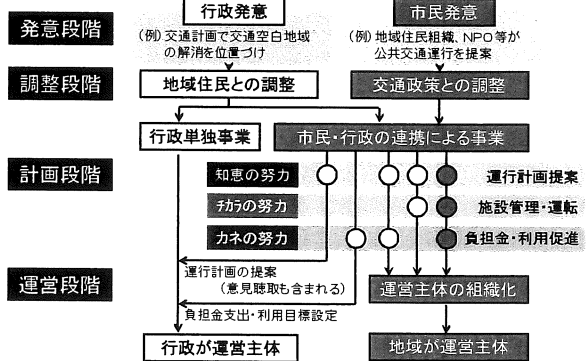 発意段階
行政発意
市民発意
(例)交通計画で交通空白地域
の解消を位置づけ
(例)地域住民組織、NPO等が
公共交通運行を提案
調整段階
地域住民との調整
交通政策との調整
行政単独事業
市民・行政の連携による事業
計画段階
知恵の努力
運行計画提案
チカラの努力
施設管理・運転
カネの努力
負担金・利用促進
運行計画の提案
(意見聴取も含まれる)
運営段階
運営主体の組織化
負担金支出・利用目標設定
行政が運営主体
地域が運営主体